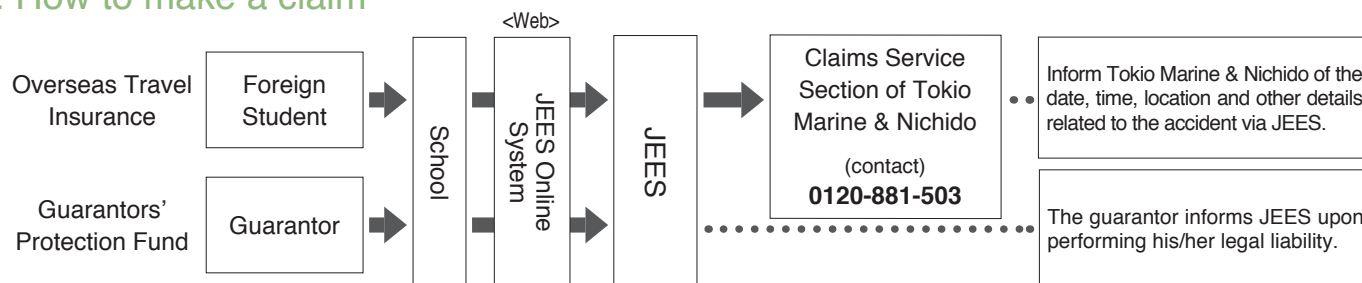 How to make a claim
<Web>
Overseas Travel
Insurance
Foreign
Student
School
JEES Online
System
JEES
Claims Service
Section of Tokio
Marine & Nichido
(contact)
0120-881-503
Inform Tokio Marine & Nichido of the
date, time, location and other details
related to the accident via JEES.
Guarantors’
Protection Fund
Guarantor
The guarantor informs JEES upon
performing his/her legal liability.